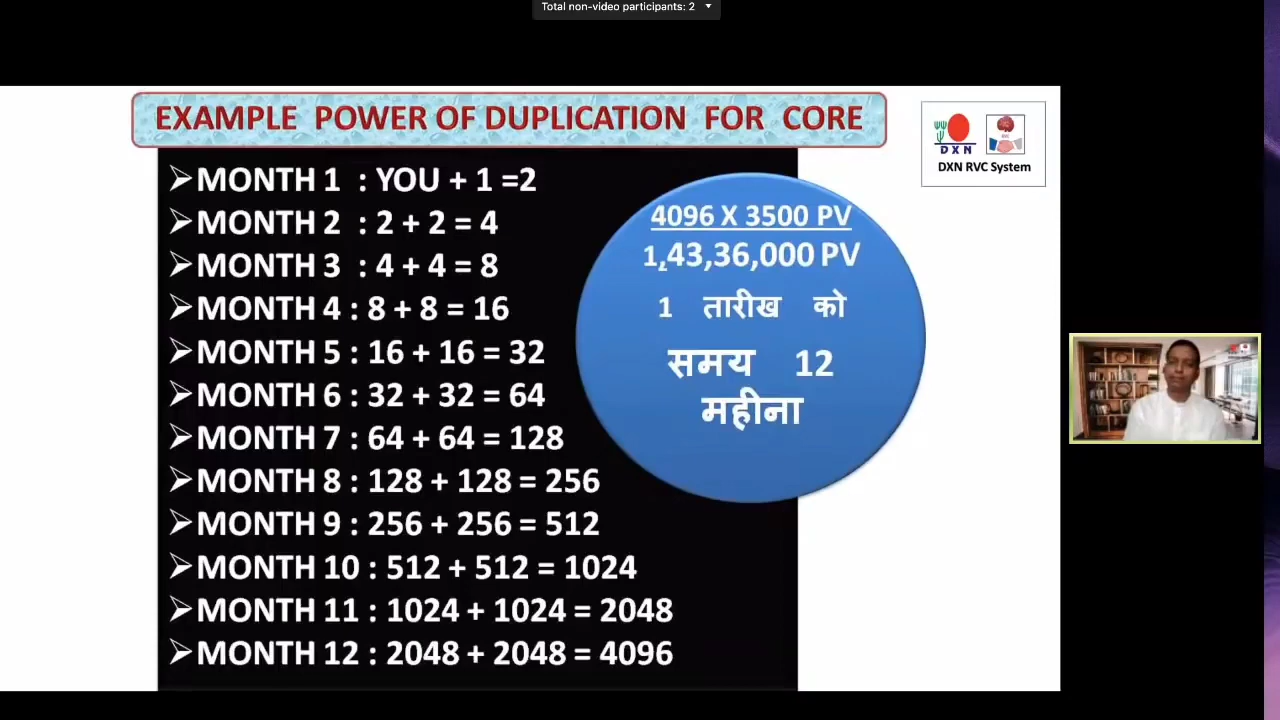 Total non-video participants: 2
EXAMPLE POWER OF DUPLICATION FOR CORE
DXN
DXN RVC System
MONTH 1 : YOU + 1 =2
MONTH 2 : 2 + 2 = 4
MONTH 3 : 4 + 4 = 8
MONTH 4 : 8 + 8 = 16
MONTH 5 : 16 + 16 = 32
MONTH 6 : 32 + 32 = 64
MONTH 7 : 64 + 64 = 128
MONTH 8 : 128 + 128 = 256
MONTH 9 : 256 + 256 = 512
MONTH 10 : 512 + 512 = 1024
MONTH 11 : 1024 + 1024 = 2048
MONTH 12 : 2048 + 2048 = 4096
4096 X 3500 PV
1,43,36,000 PV
1 तारीख को
समय 12
महीना